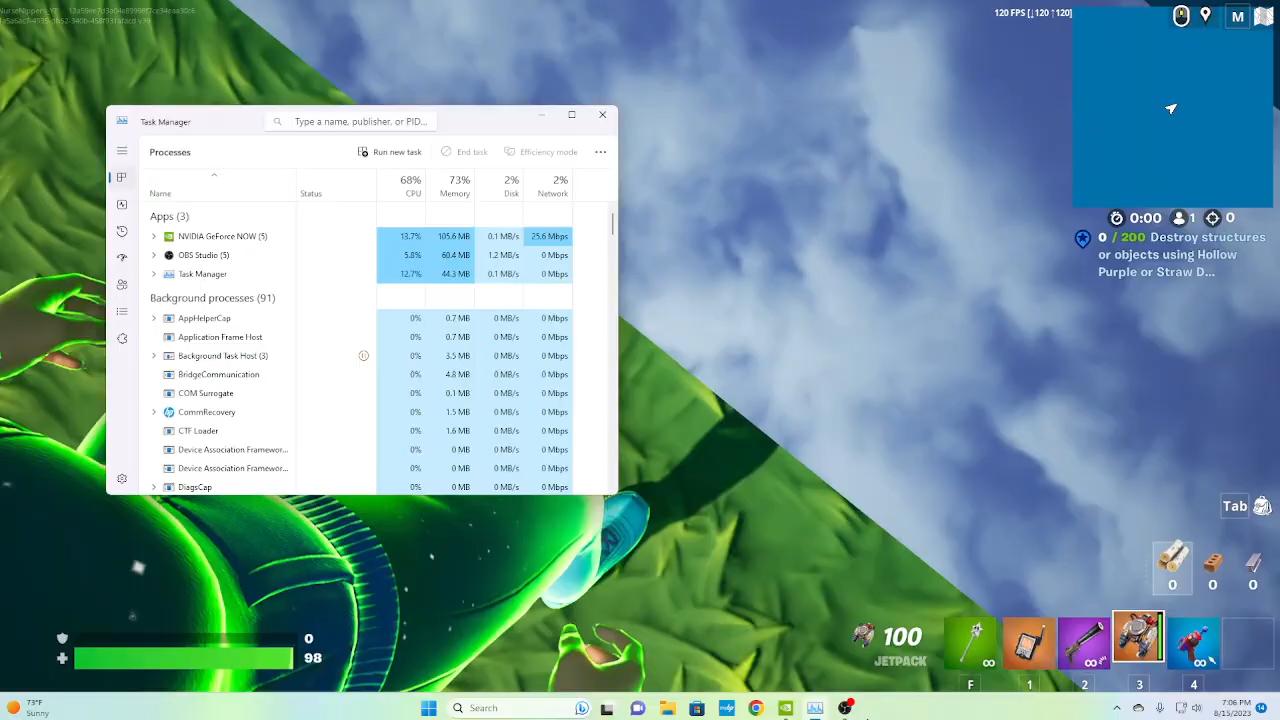 NurseNippers-YT
120 FPS [↓120 ↑120]
M
Task Manager
Type a name, publisher, or PID...
Processes
Run new task
End task
Efficiency mode
68% 73% 2% 2%
Name Status CPU Memory Disk Network
Apps (3)
NVIDIA GeForce NOW (5) 13.7% 105.6 MB 0.1 MB/s 25.6 Mbps
OBS Studio (5) 5.8% 60.4 MB 1.2 MB/s 0 Mbps
Task Manager 12.7% 44.3 MB 0.1 MB/s 0 Mbps
Background processes (91)
AppHelperCap 0% 0.7 MB 0 MB/s 0 Mbps
Application Frame Host 0% 0.7 MB 0 MB/s 0 Mbps
Background Task Host (3) 0% 3.5 MB 0 MB/s 0 Mbps
BridgeCommunication 0% 4.8 MB 0 MB/s 0 Mbps
COM Surrogate 0% 0.1 MB 0 MB/s 0 Mbps
CommRecovery 0% 1.5 MB 0 MB/s 0 Mbps
CTF Loader 0% 1.6 MB 0 MB/s 0 Mbps
Device Association Framewor... 0% 0 MB 0 MB/s 0 Mbps
Device Association Framewor... 0% 0 MB 0 MB/s 0 Mbps
DiagsCap 0% 0 MB 0 MB/s 0 Mbps
0:00 1 0
0 / 200 Destroy structures
or objects using Hollow
Purple or Straw D...
Tab
0 0 0
0
98
100
JETPACK
F 1 2 3 4
73°F
Sunny
Search
7:06 PM
8/15/2023